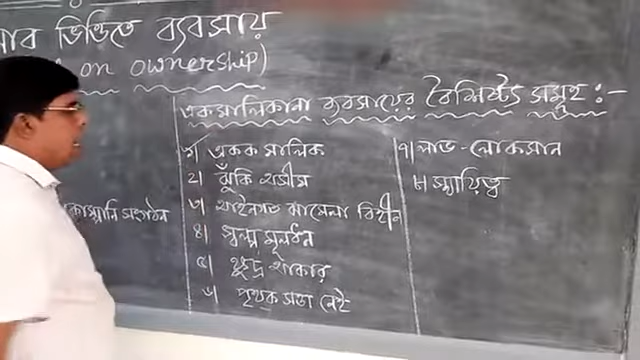 ভিত্তিতে ব্যবসায়
on ownership)
একমালিকানা ব্যবসায়ের বৈশিষ্ট্য সমূহ :-
১। একক মালিক
২। ঝুঁকি অসীম
৩। আইনগত ঝামেলা বিহীন
৪। স্বল্প মূলধন
৫। ক্ষুদ্র আকার
৬। পৃথক সত্তা নেই
৭। লাভ-লোকসান
৮। স্থায়িত্ব
সংগঠন